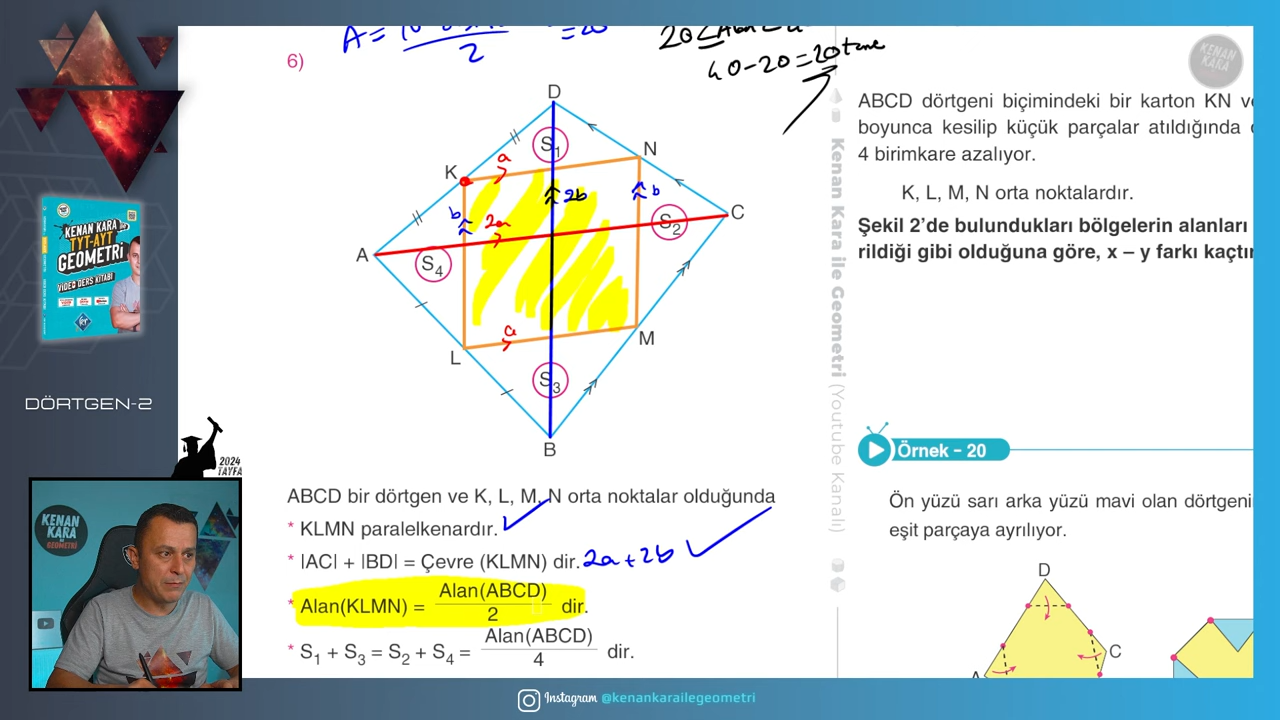 A =
2
= 20
40 - 20 = 20 tane
6)
D
S1
N
K
a
2b
b
b
2a
C
S2
A
S4
a
M
L
S3
B
ABCD bir dörtgen ve K, L, M, N orta noktalar olduğunda
* KLMN paralelkenardır.
* |AC| + |BD| = Çevre (KLMN) dir. 2a + 2b
* Alan(KLMN) = Alan(ABCD) / 2 dir.
* S1 + S3 = S2 + S4 = Alan(ABCD) / 4 dir.
Kenan Kara ile Geometri (Youtube Kanalı)
KENAN KARA
ABCD dörtgeni biçimindeki bir karton KN ve
boyunca kesilip küçük parçalar atıldığında
4 birimkare azalıyor.
K, L, M, N orta noktalardır.
Şekil 2’de bulundukları bölgelerin alanları
rildiği gibi olduğuna göre, x – y farkı kaçtır
Örnek - 20
Ön yüzü sarı arka yüzü mavi olan dörtgeni
eşit parçaya ayrılıyor.
D
C
A
KENAN KARA
TYT-AYT
GEOMETRİ
VİDEO DERS KİTABI
DÖRTGEN-2
2024
TAYFA
KENAN
KARA
İLE
GEOMETRİ
Instagram @kenankarailegeometri